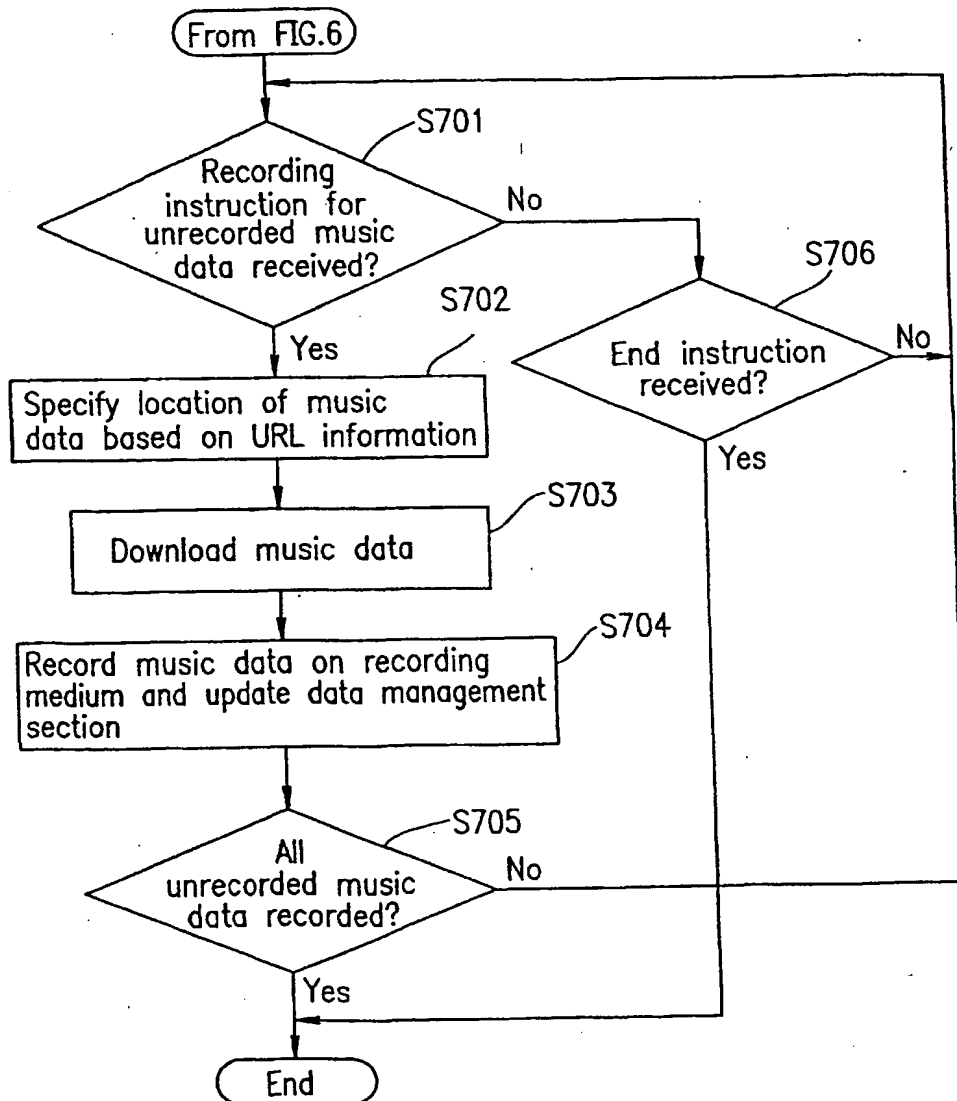 From FIG.6
S701
Recording
instruction for
unrecorded music
data received?
No
S706
End instruction
received?
No
Yes
S702
Yes
Specify location of music
data based on URL information
S703
Download music data
S704
Record music data on recording
medium and update data management
section
S705
All
unrecorded music
data recorded?
No
Yes
End